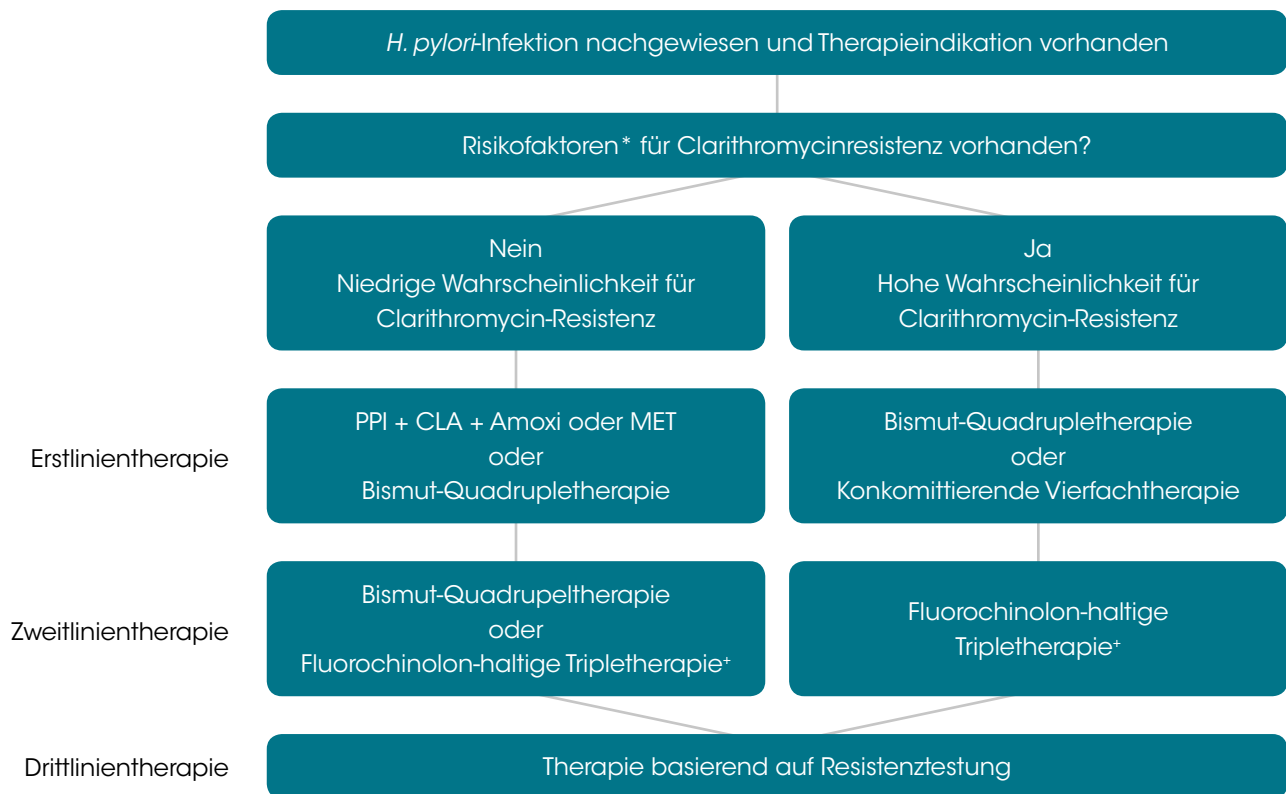 H. pylori-Infektion nachgewiesen und Therapieindikation vorhanden
Risikofaktoren* für Clarithromycinresistenz vorhanden?
Nein
Niedrige Wahrscheinlichkeit für
Clarithromycin-Resistenz
Ja
Hohe Wahrscheinlichkeit für
Clarithromycin-Resistenz
Erstlinientherapie
PPI + CLA + Amoxi oder MET
oder
Bismut-Quadrupletherapie
Bismut-Quadrupletherapie
oder
Konkomittierende Vierfachtherapie
Zweitlinientherapie
Bismut-Quadrupeltherapie
oder
Fluorochinolon-haltige Tripletherapie+
Fluorochinolon-haltige
Tripletherapie+
Drittlinientherapie
Therapie basierend auf Resistenztestung